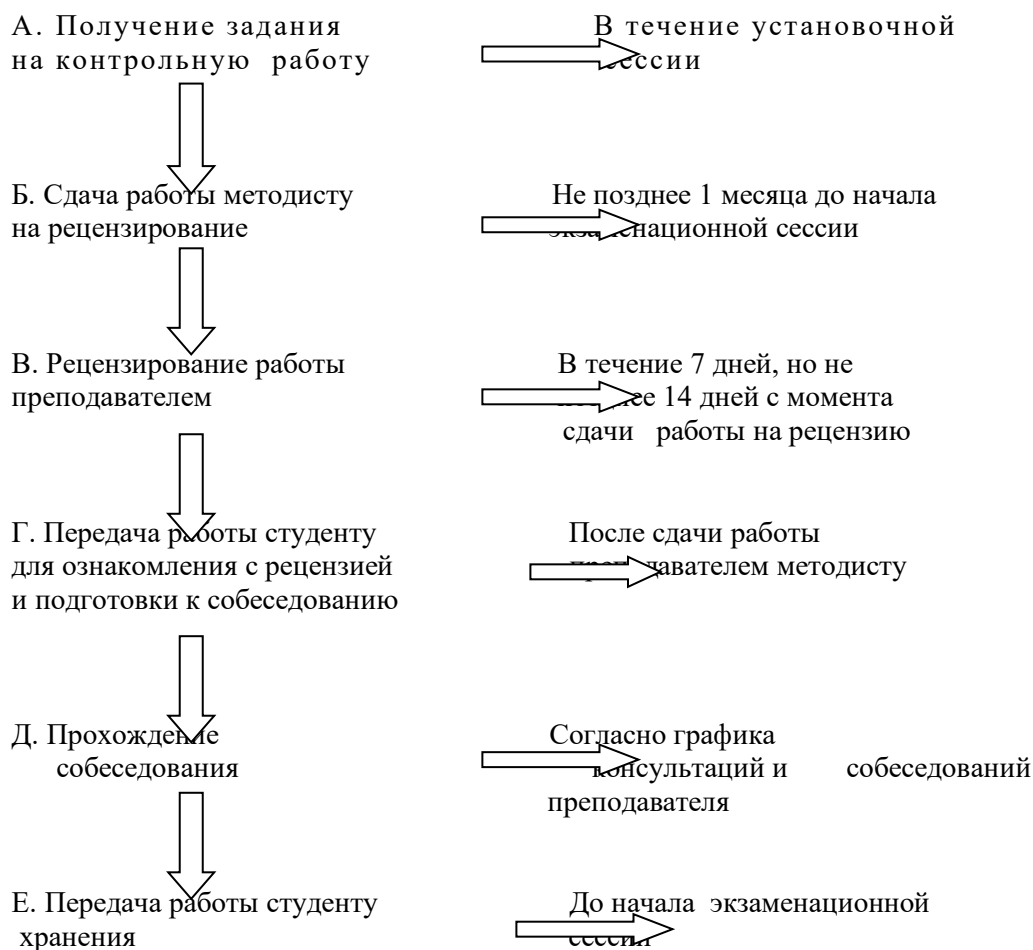 А. Получение задания
на контрольную работу
В течение установочной
сессии
Б. Сдача работы методисту
на рецензирование
Не позднее 1 месяца до начала
экзаменационной сессии
В. Рецензирование работы
преподавателем
В течение 7 дней, но не
позднее 14 дней с момента
сдачи работы на рецензию
Г. Передача работы студенту
для ознакомления с рецензией
и подготовки к собеседованию
После сдачи работы
преподавателем методисту
Д. Прохождение
собеседования
Согласно графика
консультаций и собеседований
преподавателя
Е. Передача работы студенту
хранения
До начала экзаменационной
сессии